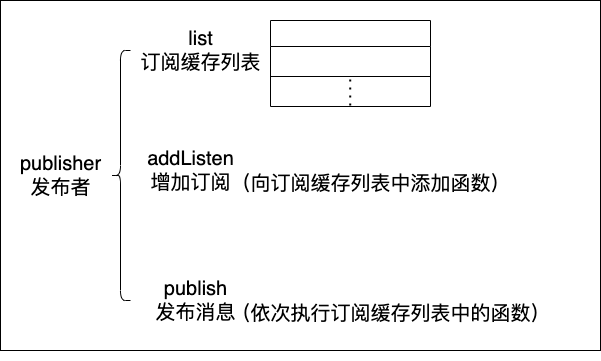 list
订阅缓存列表
publisher
发布者
addListen
增加订阅（向订阅缓存列表中添加函数）
publish
发布消息（依次执行订阅缓存列表中的函数）